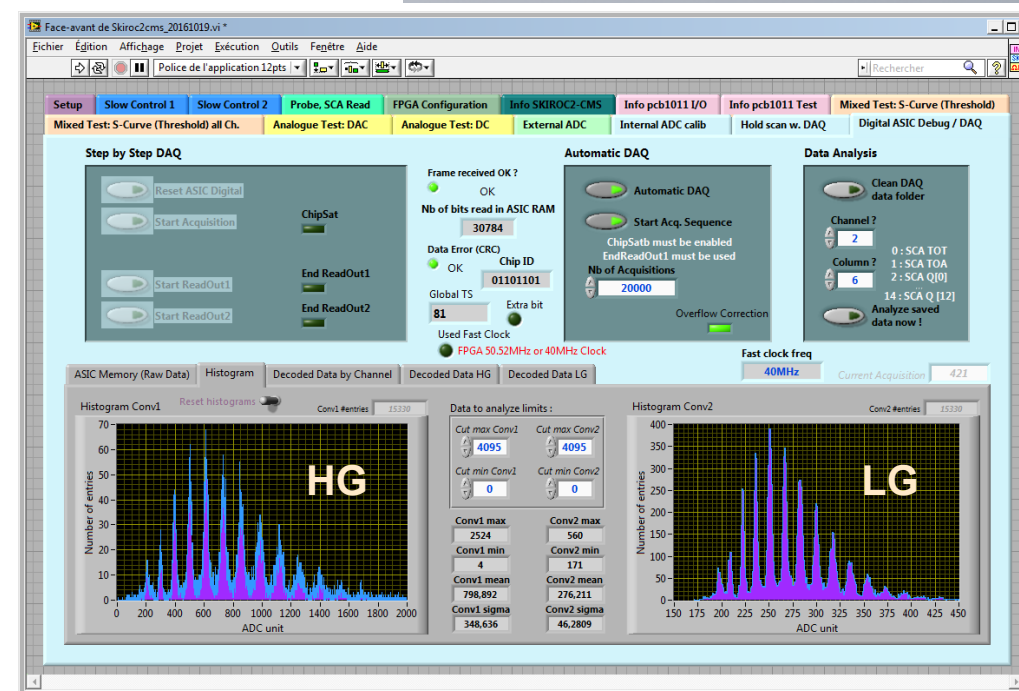 Face-avant de Skiroc2cms_20161019.vi *
Fichier Édition Affichage Projet Exécution Outils Fenêtre Aide
Police de l'application 12pts
Rechercher
Setup Slow Control 1 Slow Control 2 Probe, SCA Read FPGA Configuration Info SKIROC2-CMS Info pcb1011 I/O Info pcb1011 Test Mixed Test: S-Curve (Threshold)
Mixed Test: S-Curve (Threshold) all Ch. Analogue Test: DAC Analogue Test: DC External ADC Internal ADC calib Hold scan w. DAQ Digital ASIC Debug / DAQ
Step by Step DAQ
Reset ASIC Digital
Start Acquisition
ChipSat
Start ReadOut1
End ReadOut1
Start ReadOut2
End ReadOut2
Frame received OK ?
OK
Nb of bits read in ASIC RAM
30784
Data Error (CRC)
OK
Chip ID
01101101
Global TS
81
Extra bit
Used Fast Clock
FPGA 50.52MHz or 40MHz Clock
Automatic DAQ
Automatic DAQ
Start Acq. Sequence
ChipSatb must be enabled
EndReadOut1 must be used
Nb of Acquisitions
20000
Overflow Correction
Data Analysis
Clean DAQ
data folder
Channel ?
2
Column ?
6
0 : SCA TOT
1 : SCA TOA
2 : SCA Q[0]
...
14 : SCA Q [12]
Analyze saved
data now !
Fast clock freq
40MHz
Current Acquisition 421
ASIC Memory (Raw Data) Histogram Decoded Data by Channel Decoded Data HG Decoded Data LG
Histogram Conv1
Reset histograms
Conv1 #entries 15330
HG
Number of entries
70
60
50
40
30
20
10
0
0 200 400 600 800 1000 1200 1400 1600 1800 2000
ADC unit
Data to analyze limits :
Cut max Conv1 Cut max Conv2
4095 4095
Cut min Conv1 Cut min Conv2
0 0
Conv1 max Conv2 max
2524 560
Conv1 min Conv2 min
4 171
Conv1 mean Conv2 mean
798,892 276,211
Conv1 sigma Conv2 sigma
348,636 46,2809
Histogram Conv2
Conv2 #entries 15330
LG
Number of entries
400
350
300
250
200
150
100
50
0
150 175 200 225 250 275 300 325 350 375 400 425 450
ADC unit